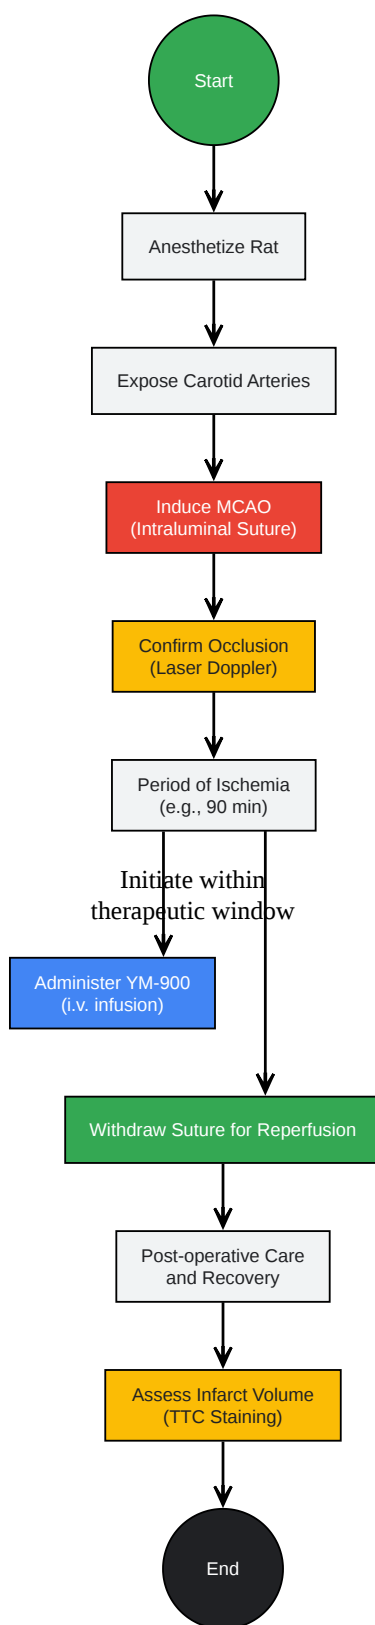 Start
Anesthetize Rat
Expose Carotid Arteries
Induce MCAO
(Intraluminal Suture)
Confirm Occlusion
(Laser Doppler)
Period of Ischemia
(e.g., 90 min)
Initiate within
therapeutic window
Administer YM-900
(i.v. infusion)
Withdraw Suture for Reperfusion
Post-operative Care
and Recovery
Assess Infarct Volume
(TTC Staining)
End